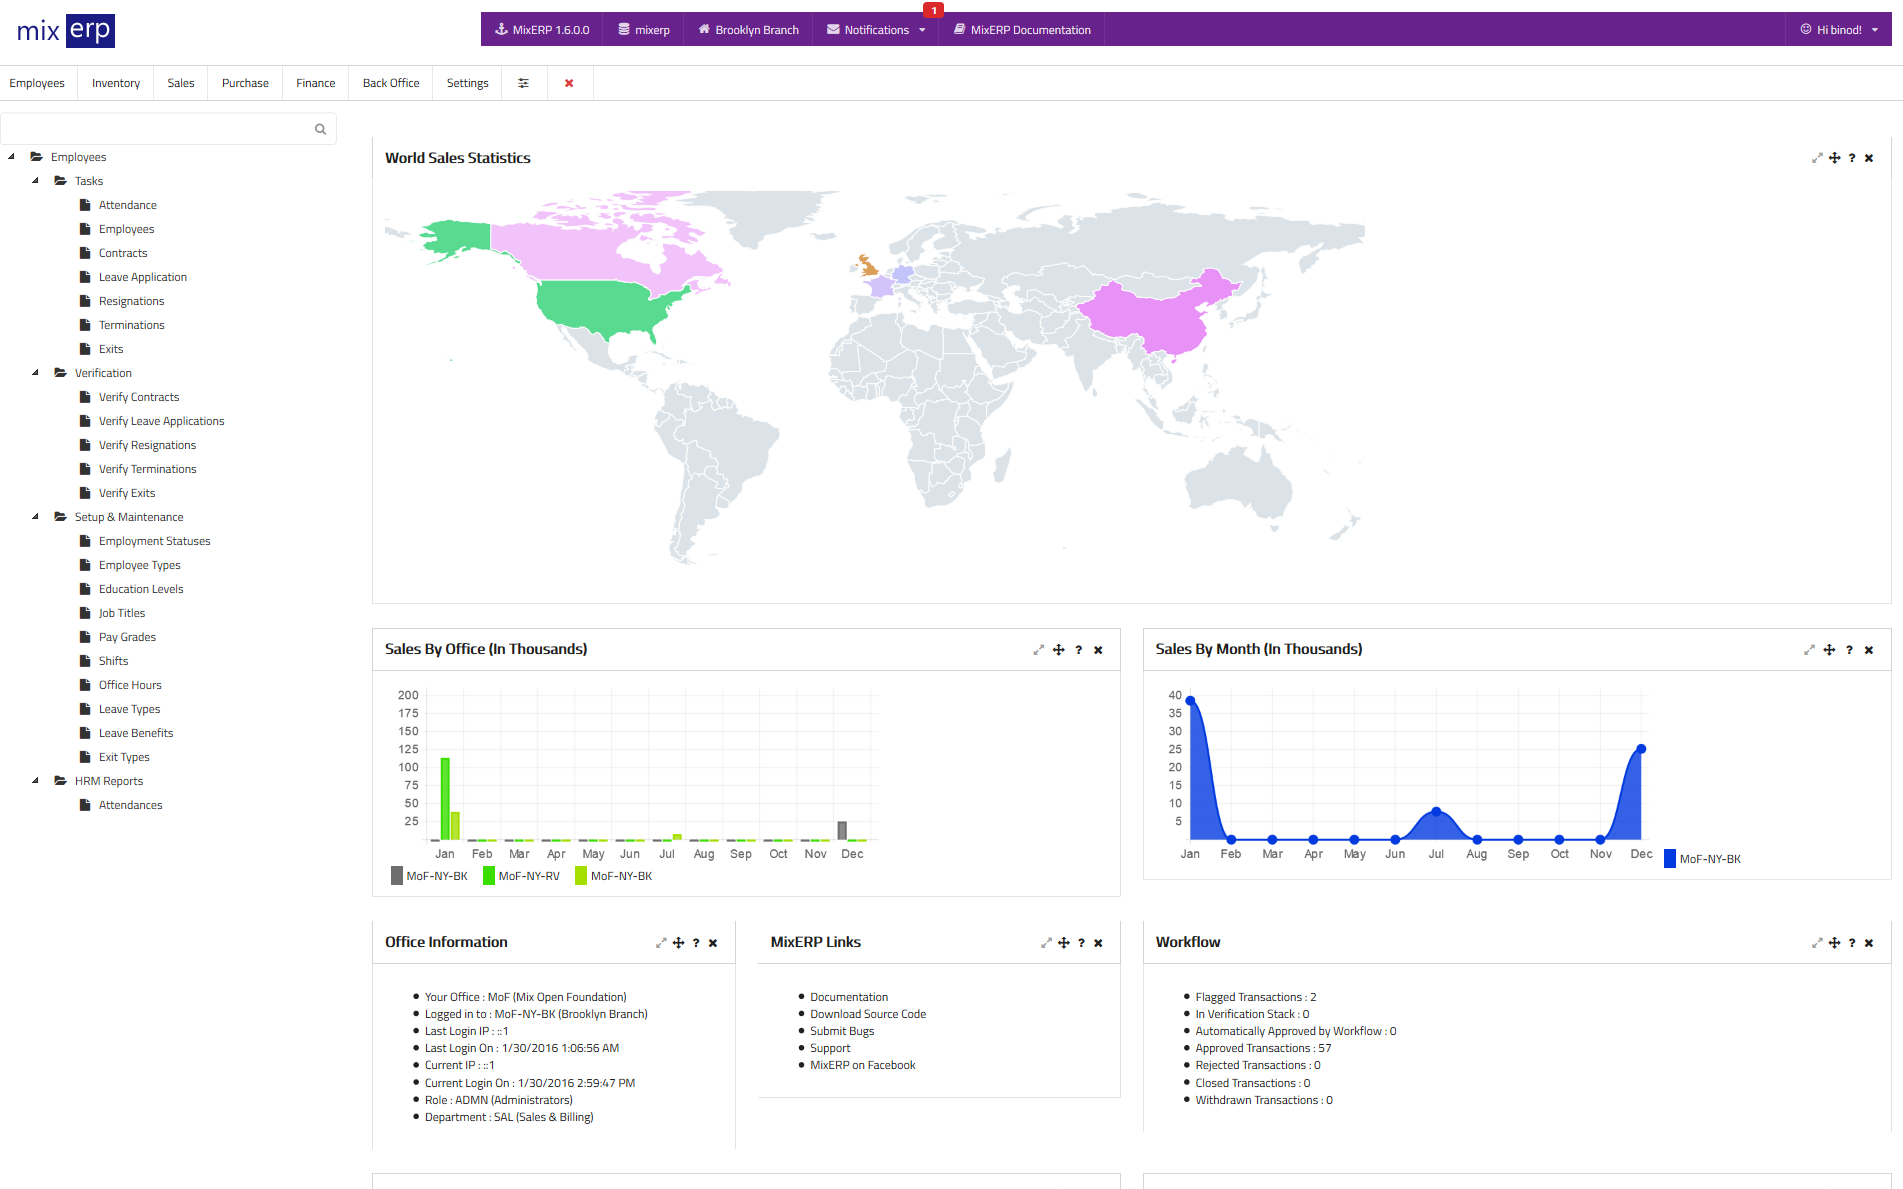 mix erp
1
MixERP 1.6.0.0 mixerp Brooklyn Branch Notifications MixERP Documentation Hi binod!
Employees Inventory Sales Purchase Finance Back Office Settings
Employees
Tasks
Attendance
Employees
Contracts
Leave Application
Resignations
Terminations
Exits
Verification
Verify Contracts
Verify Leave Applications
Verify Resignations
Verify Terminations
Verify Exits
Setup & Maintenance
Employment Statuses
Employee Types
Education Levels
Job Titles
Pay Grades
Shifts
Office Hours
Leave Types
Leave Benefits
Exit Types
HRM Reports
Attendances
World Sales Statistics ?
Sales By Office (In Thousands) ?
200
175
150
125
100
75
50
25
Jan Feb Mar Apr May Jun Jul Aug Sep Oct Nov Dec
MoF-NY-BK MoF-NY-RV MoF-NY-BK
Sales By Month (In Thousands) ?
40
35
30
25
20
15
10
5
Jan Feb Mar Apr May Jun Jul Aug Sep Oct Nov Dec
MoF-NY-BK
Office Information ?
Your Office : MoF (Mix Open Foundation)
Logged in to : MoF-NY-BK (Brooklyn Branch)
Last Login IP : ::1
Last Login On : 1/30/2016 1:06:56 AM
Current IP : ::1
Current Login On : 1/30/2016 2:59:47 PM
Role : ADMN (Administrators)
Department : SAL (Sales & Billing)
MixERP Links ?
Documentation
Download Source Code
Submit Bugs
Support
MixERP on Facebook
Workflow ?
Flagged Transactions : 2
In Verification Stack : 0
Automatically Approved by Workflow : 0
Approved Transactions : 57
Rejected Transactions : 0
Closed Transactions : 0
Withdrawn Transactions : 0